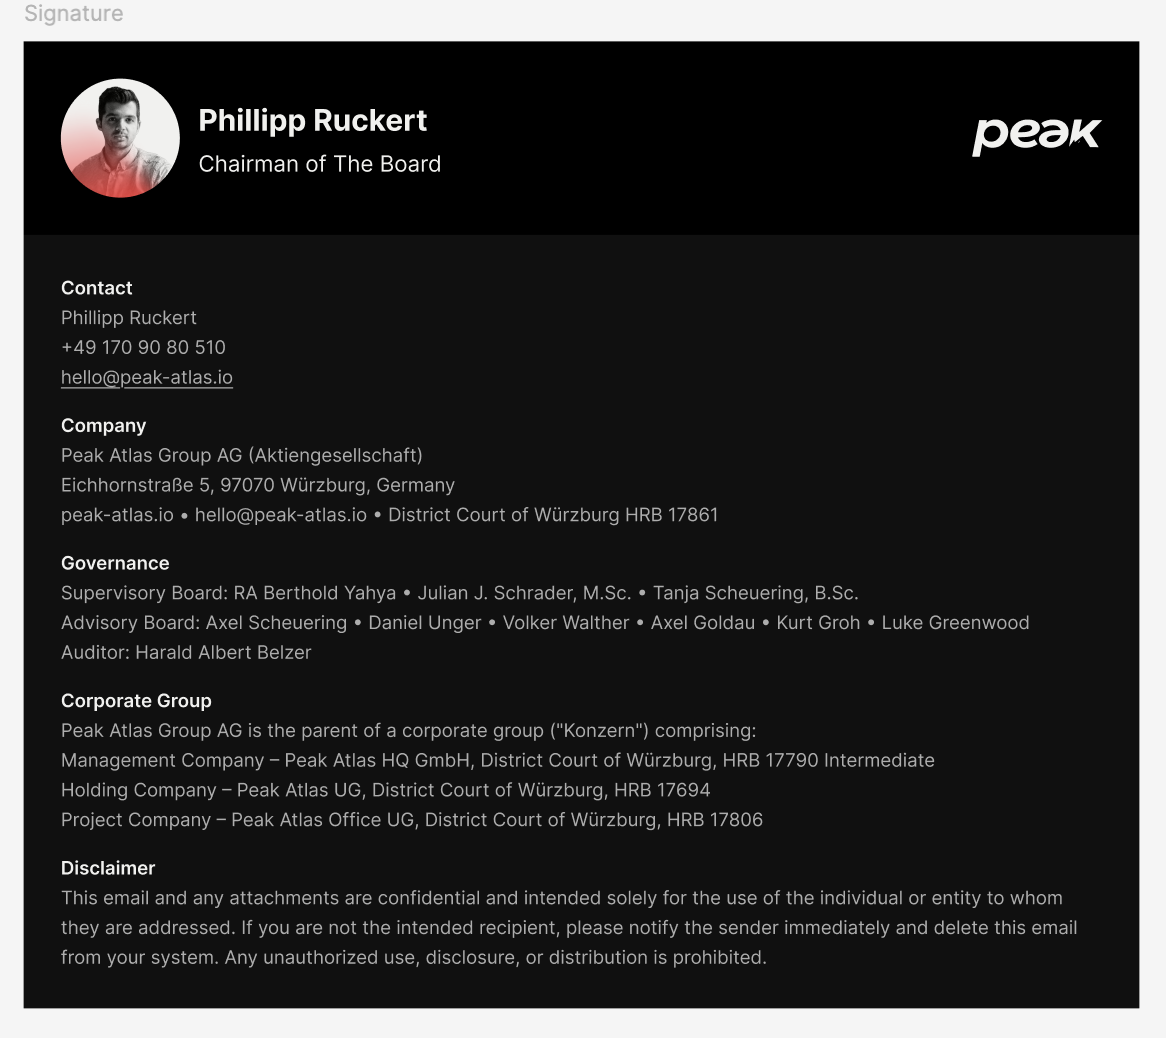 Signature
Phillipp Ruckert
Chairman of The Board
peak
Contact
Phillipp Ruckert
+49 170 90 80 510
hello@peak-atlas.io
Company
Peak Atlas Group AG (Aktiengesellschaft)
Eichhornstraße 5, 97070 Würzburg, Germany
peak-atlas.io • hello@peak-atlas.io • District Court of Würzburg HRB 17861
Governance
Supervisory Board: RA Berthold Yahya • Julian J. Schrader, M.Sc. • Tanja Scheuering, B.Sc.
Advisory Board: Axel Scheuering • Daniel Unger • Volker Walther • Axel Goldau • Kurt Groh • Luke Greenwood
Auditor: Harald Albert Belzer
Corporate Group
Peak Atlas Group AG is the parent of a corporate group ("Konzern") comprising:
Management Company – Peak Atlas HQ GmbH, District Court of Würzburg, HRB 17790 Intermediate
Holding Company – Peak Atlas UG, District Court of Würzburg, HRB 17694
Project Company – Peak Atlas Office UG, District Court of Würzburg, HRB 17806
Disclaimer
This email and any attachments are confidential and intended solely for the use of the individual or entity to whom
they are addressed. If you are not the intended recipient, please notify the sender immediately and delete this email
from your system. Any unauthorized use, disclosure, or distribution is prohibited.